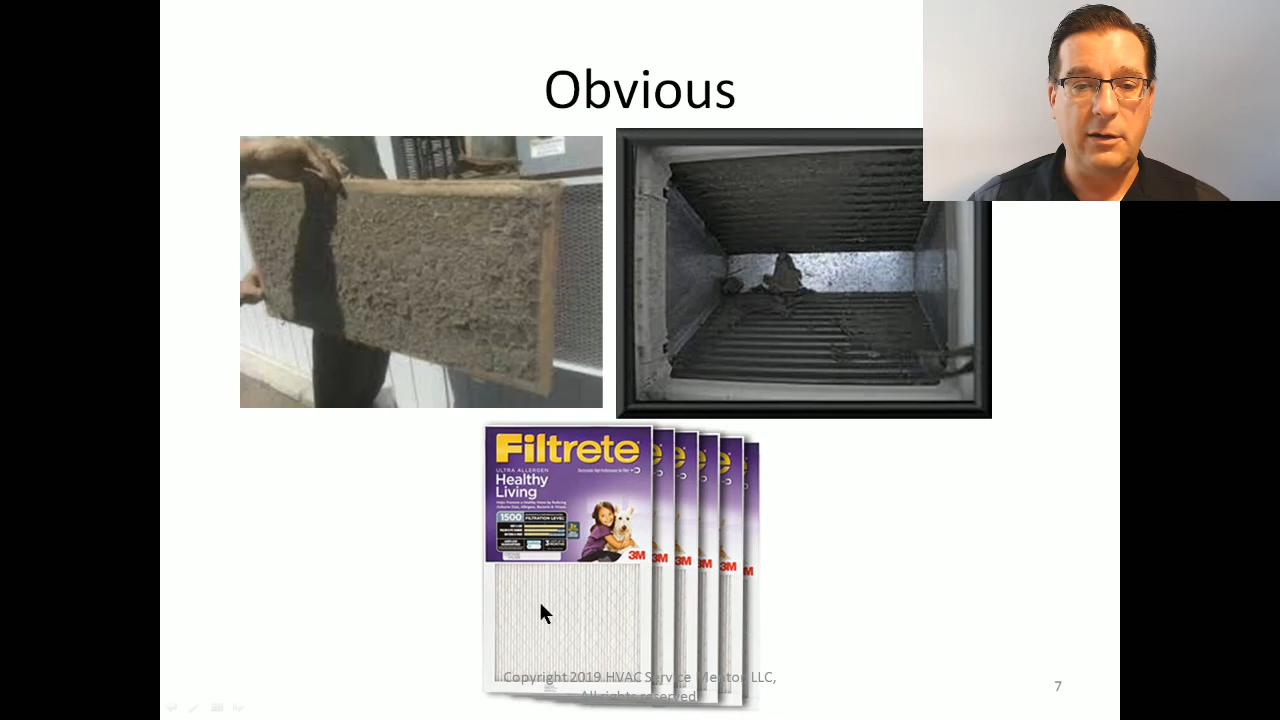 Obvious
Filtrete
ULTRA ALLERGEN
Healthy
Living
1500 FILTRATION LEVEL
3M
3M
3M
3M
3M
3M
Copyright 2019 HVAC Service Mentor LLC,
All rights reserved
7